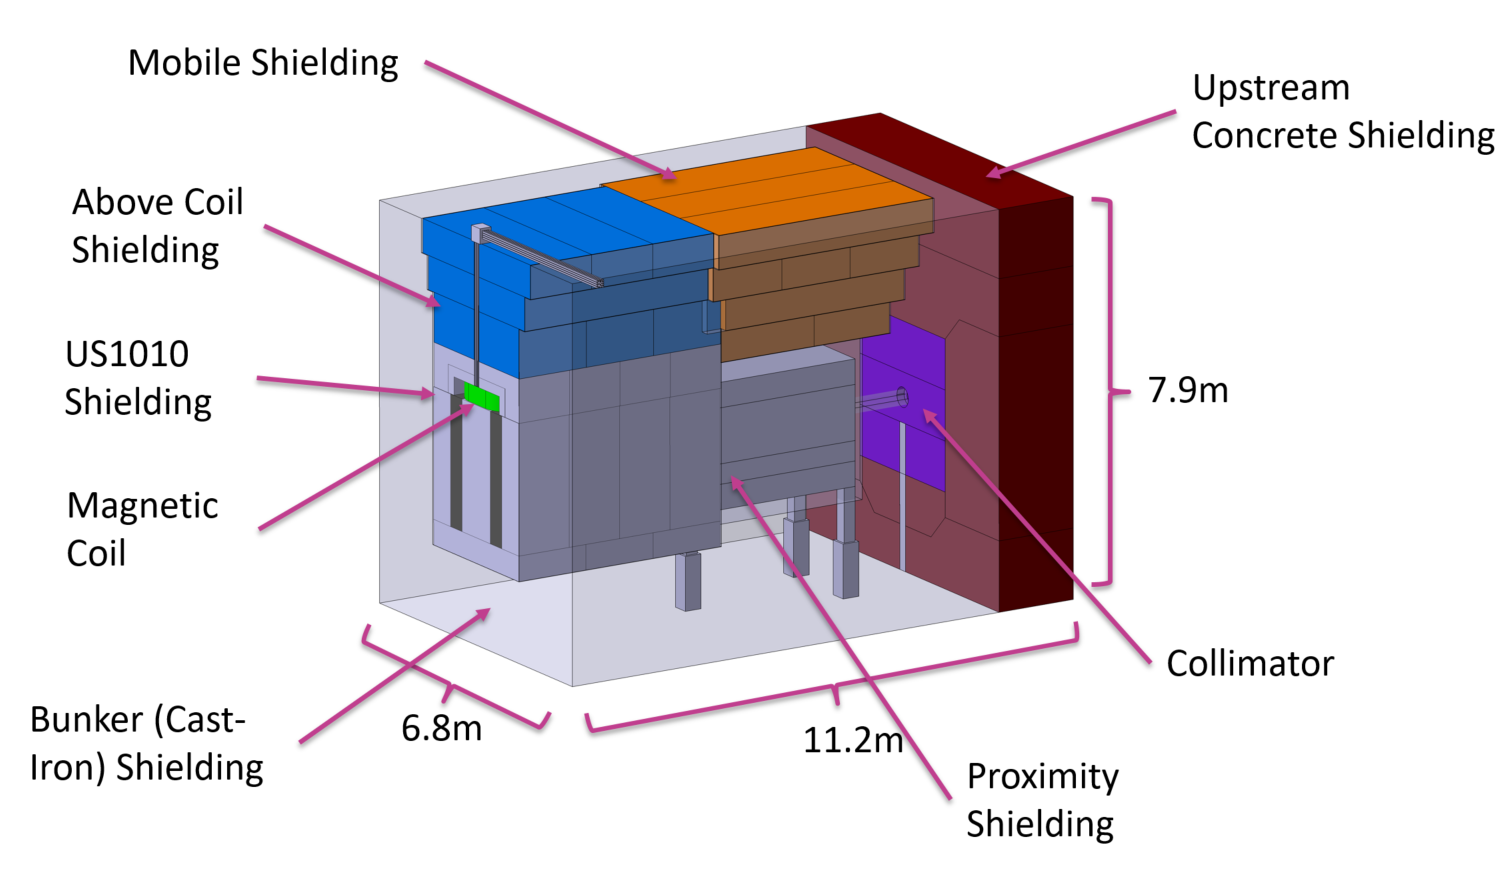 Mobile Shielding
Upstream
Concrete Shielding
Above Coil
Shielding
US1010
Shielding
7.9m
Magnetic
Coil
Collimator
Bunker (Cast-
Iron) Shielding
6.8m
11.2m
Proximity
Shielding